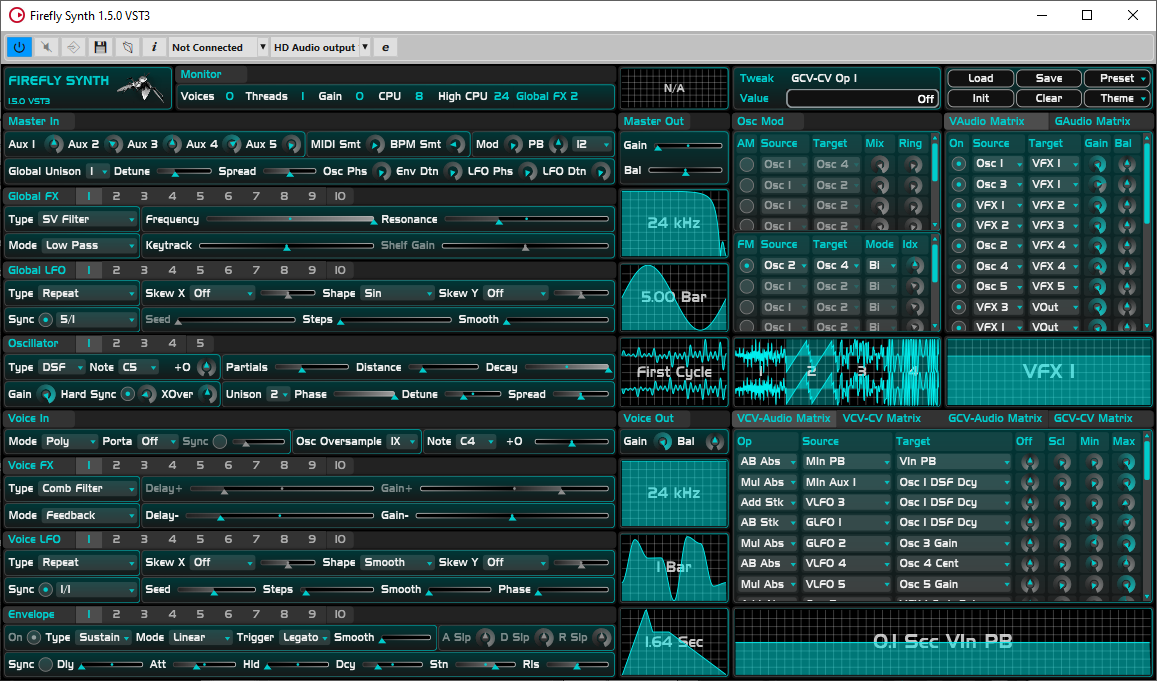 Firefly Synth 1.5.0 VST3
i Not Connected HD Audio output e
FIREFLY SYNTH
1.5.0 VST3
Monitor
Voices 0 Threads 1 Gain 0 CPU 8 High CPU 24 Global FX 2
N/A
Tweak GCV-CV Op 1
Value Off
Load Save Preset
Init Clear Theme
Master In
Aux 1 Aux 2 Aux 3 Aux 4 Aux 5 MIDI Smt BPM Smt Mod PB 12
Global Unison 1 Detune Spread Osc Phs Env Dtn LFO Phs LFO Dtn
Master Out
Gain
Bal
Global FX 1 2 3 4 5 6 7 8 9 10
Type SV Filter Frequency Resonance
Mode Low Pass Keytrack Shelf Gain
24 kHz
Global LFO 1 2 3 4 5 6 7 8 9 10
Type Repeat Skew X Off Shape Sin Skew Y Off
Sync 5/1 Seed Steps Smooth
5.00 Bar
Osc Mod
AM Source Target Mix Ring
Osc 1 Osc 4
Osc 1 Osc 2
Osc 1 Osc 2
Osc 1 Osc 2
FM Source Target Mode Idx
Osc 2 Osc 4 Bi
Osc 1 Osc 2 Bi
Osc 1 Osc 2 Bi
Osc 1 Osc 2 Bi
VAudio Matrix GAudio Matrix
On Source Target Gain Bal
Osc 1 VFX 1
Osc 3 VFX 1
VFX 1 VFX 2
VFX 2 VFX 3
Osc 2 VFX 4
Osc 4 VFX 4
Osc 5 VFX 5
VFX 3 VOut
VFX 1 VOut
Oscillator 1 2 3 4 5
Type DSF Note C5 +0 Partials Distance Decay
Gain Hard Sync XOver Unison 2 Phase Detune Spread
First Cycle
1 2 3 4
VFX 1
Voice In
Mode Poly Porta Off Sync Osc Oversample 1X Note C4 +0
Voice Out
Gain Bal
Voice FX 1 2 3 4 5 6 7 8 9 10
Type Comb Filter Delay+ Gain+
Mode Feedback Delay- Gain-
24 kHz
Voice LFO 1 2 3 4 5 6 7 8 9 10
Type Repeat Skew X Off Shape Smooth Skew Y Off
Sync 1/1 Seed Steps Smooth Phase
1 Bar
Envelope 1 2 3 4 5 6 7 8 9 10
On Type Sustain Mode Linear Trigger Legato Smooth A Slp D Slp R Slp
Sync Dly Att Hld Dcy Stn Rls
1.64 Sec
VCV-Audio Matrix VCV-CV Matrix GCV-Audio Matrix GCV-CV Matrix
Op Source Target Off Scl Min Max
AB Abs MIn PB VIn PB
Mul Abs Min Aux 1 Osc 1 DSF Dcy
Add Stk VLFO 3 Osc 1 DSF Dcy
AB Stk GLFO 1 Osc 1 DSF Dcy
Mul Abs GLFO 2 Osc 3 Gain
AB Abs VLFO 4 Osc 4 Cent
Mul Abs VLFO 5 Osc 5 Gain
0.1 Sec VIn PB